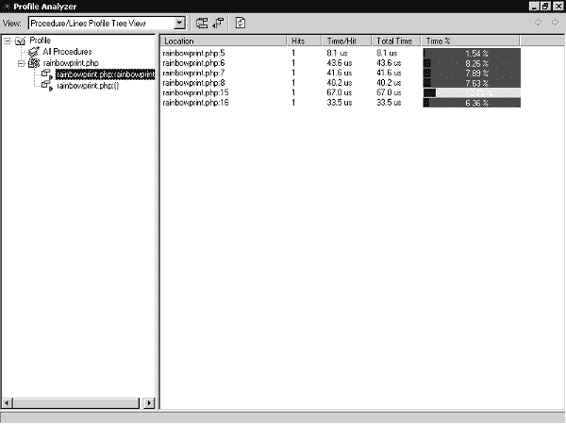 Profile Analyzer
View: Procedure/Lines Profile Tree View
Profile
All Procedures
rainbowprint.php
rainbowprint.php:rainbowprint
rainbowprint.php:{}
Location Hits Time/Hit Total Time Time %
rainbowprint.php:5 1 8.1 us 8.1 us 1.54 %
rainbowprint.php:6 1 43.6 us 43.6 us 8.26 %
rainbowprint.php:7 1 41.6 us 41.6 us 7.89 %
rainbowprint.php:8 1 40.2 us 40.2 us 7.63 %
rainbowprint.php:15 1 67.0 us 67.0 us
rainbowprint.php:16 1 33.5 us 33.5 us 6.36 %